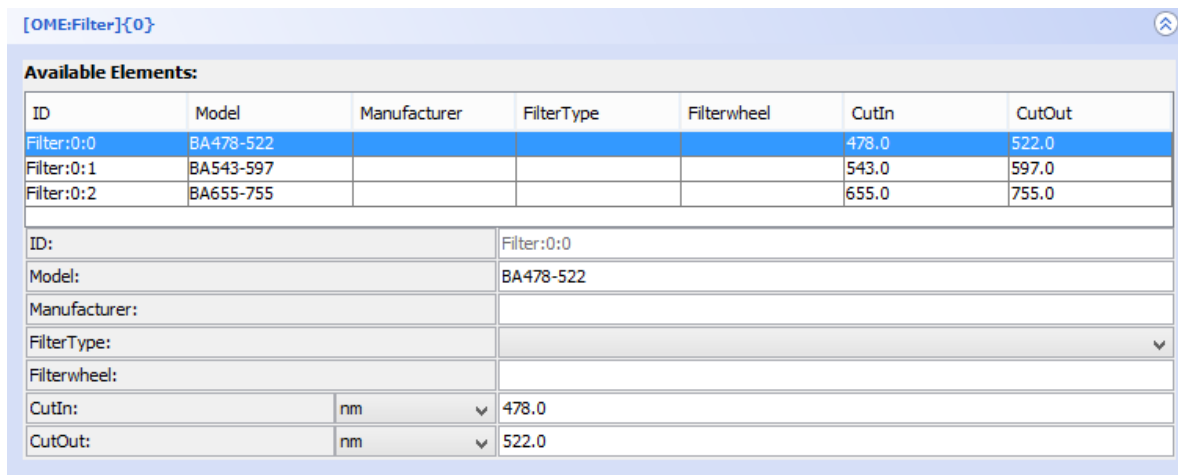 [OME:Filter]{0}
Available Elements:
ID Model Manufacturer FilterType Filterwheel CutIn CutOut
Filter:0:0 BA478-522 478.0 522.0
Filter:0:1 BA543-597 543.0 597.0
Filter:0:2 BA655-755 655.0 755.0
ID: Filter:0:0
Model: BA478-522
Manufacturer:
FilterType:
Filterwheel:
CutIn: nm 478.0
CutOut: nm 522.0